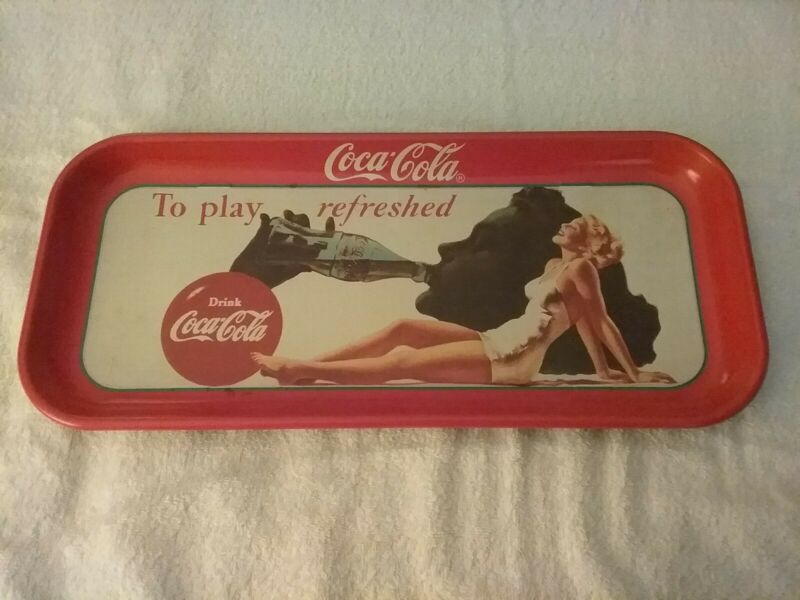 Coca-Cola®
To play refreshed
Drink
Coca-Cola